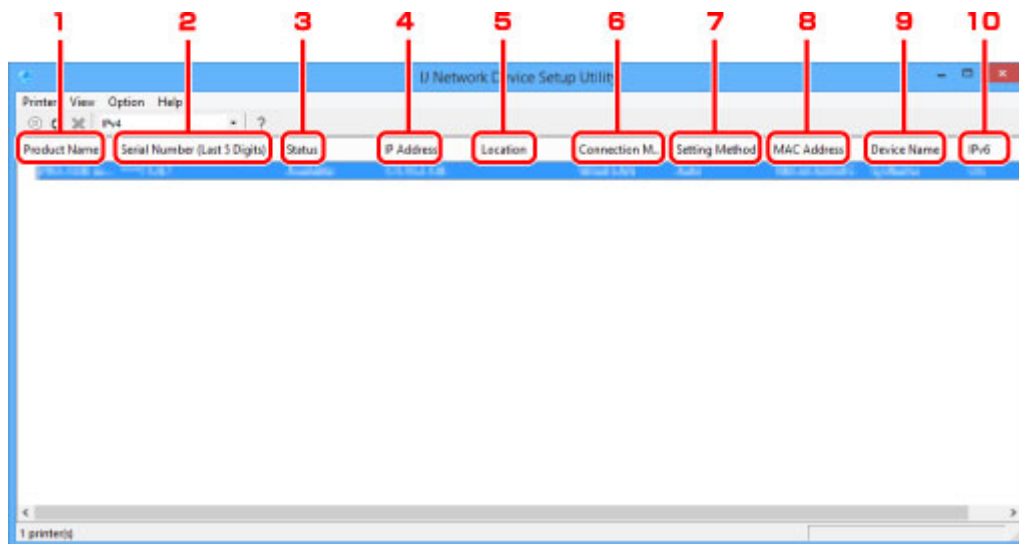 1 2 3 4 5 6 7 8 9 10
IJ Network Device Setup Utility
Printer View Option Help
IPv4 ?
Product Name Serial Number (Last 5 Digits) Status IP Address Location Connection M... Setting Method MAC Address Device Name IPv6
1 printer(s)